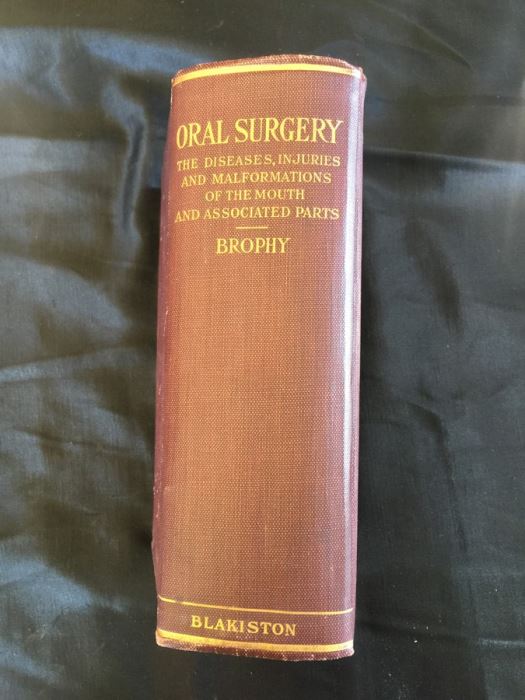 ORAL SURGERY
THE DISEASES, INJURIES
AND MALFORMATIONS
OF THE MOUTH
AND ASSOCIATED PARTS
BROPHY
BLAKISTON